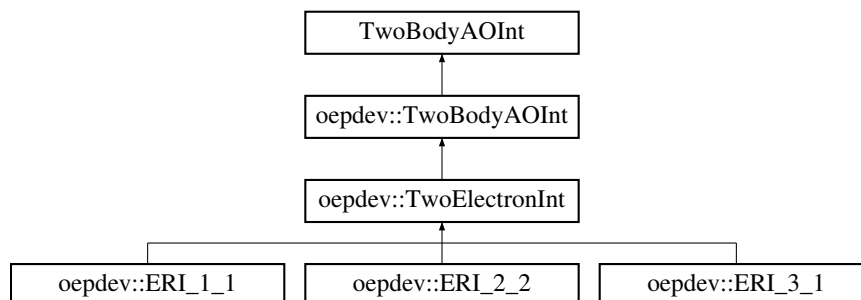 TwoBodyAOInt
oepdev::TwoBodyAOInt
oepdev::TwoElectronInt
oepdev::ERI_1_1
oepdev::ERI_2_2
oepdev::ERI_3_1